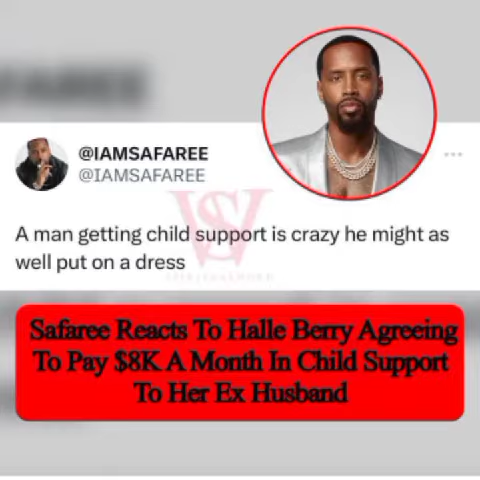 AFAREE
@IAMSAFAREE
@IAMSAFAREE
A man getting child support is crazy he might as
well put on a dress
Safaree Reacts To Halle Berry Agreeing
To Pay $8K A Month In Child Support
To Her Ex Husband